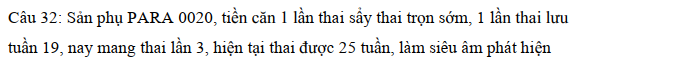 Câu 32: Sản phụ PARA 0020, tiền căn 1 lần thai sẩy thai trọn sớm, 1 lần thai lưu
tuần 19, nay mang thai lần 3, hiện tại thai được 25 tuần, làm siêu âm phát hiện